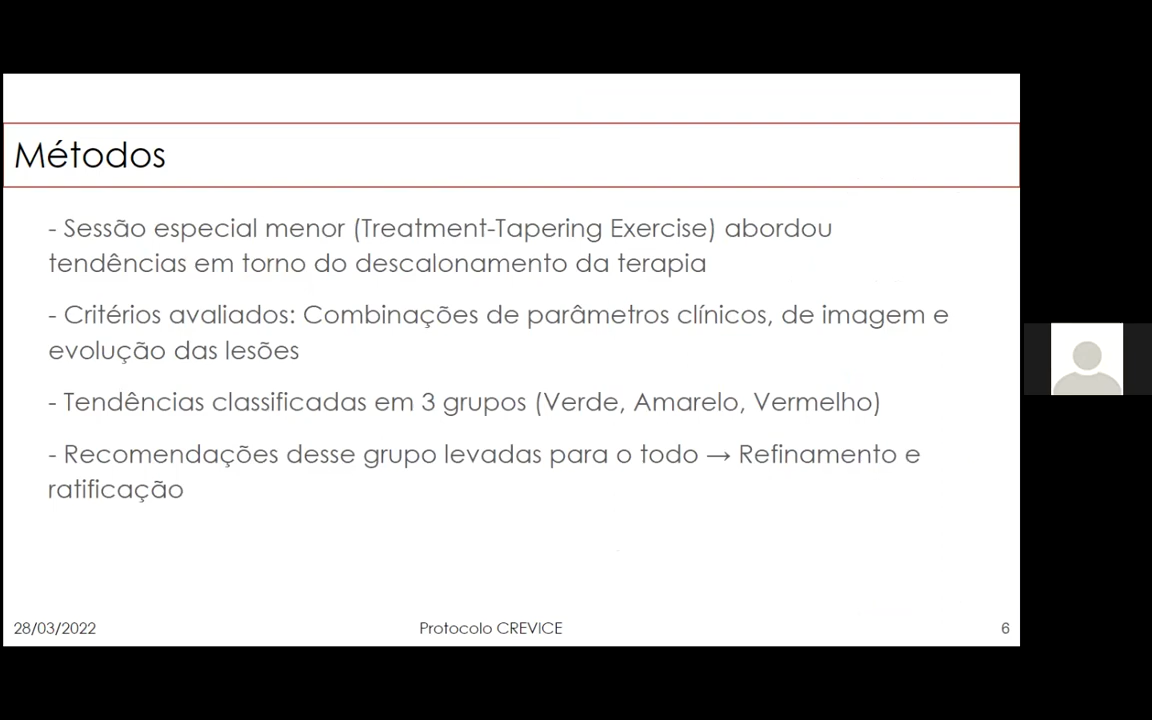 Métodos
- Sessão especial menor (Treatment-Tapering Exercise) abordou
tendências em torno do descalonamento da terapia
- Critérios avaliados: Combinações de parâmetros clínicos, de imagem e
evolução das lesões
- Tendências classificadas em 3 grupos (Verde, Amarelo, Vermelho)
- Recomendações desse grupo levadas para o todo → Refinamento e
ratificação
28/03/2022
Protocolo CREVICE
6